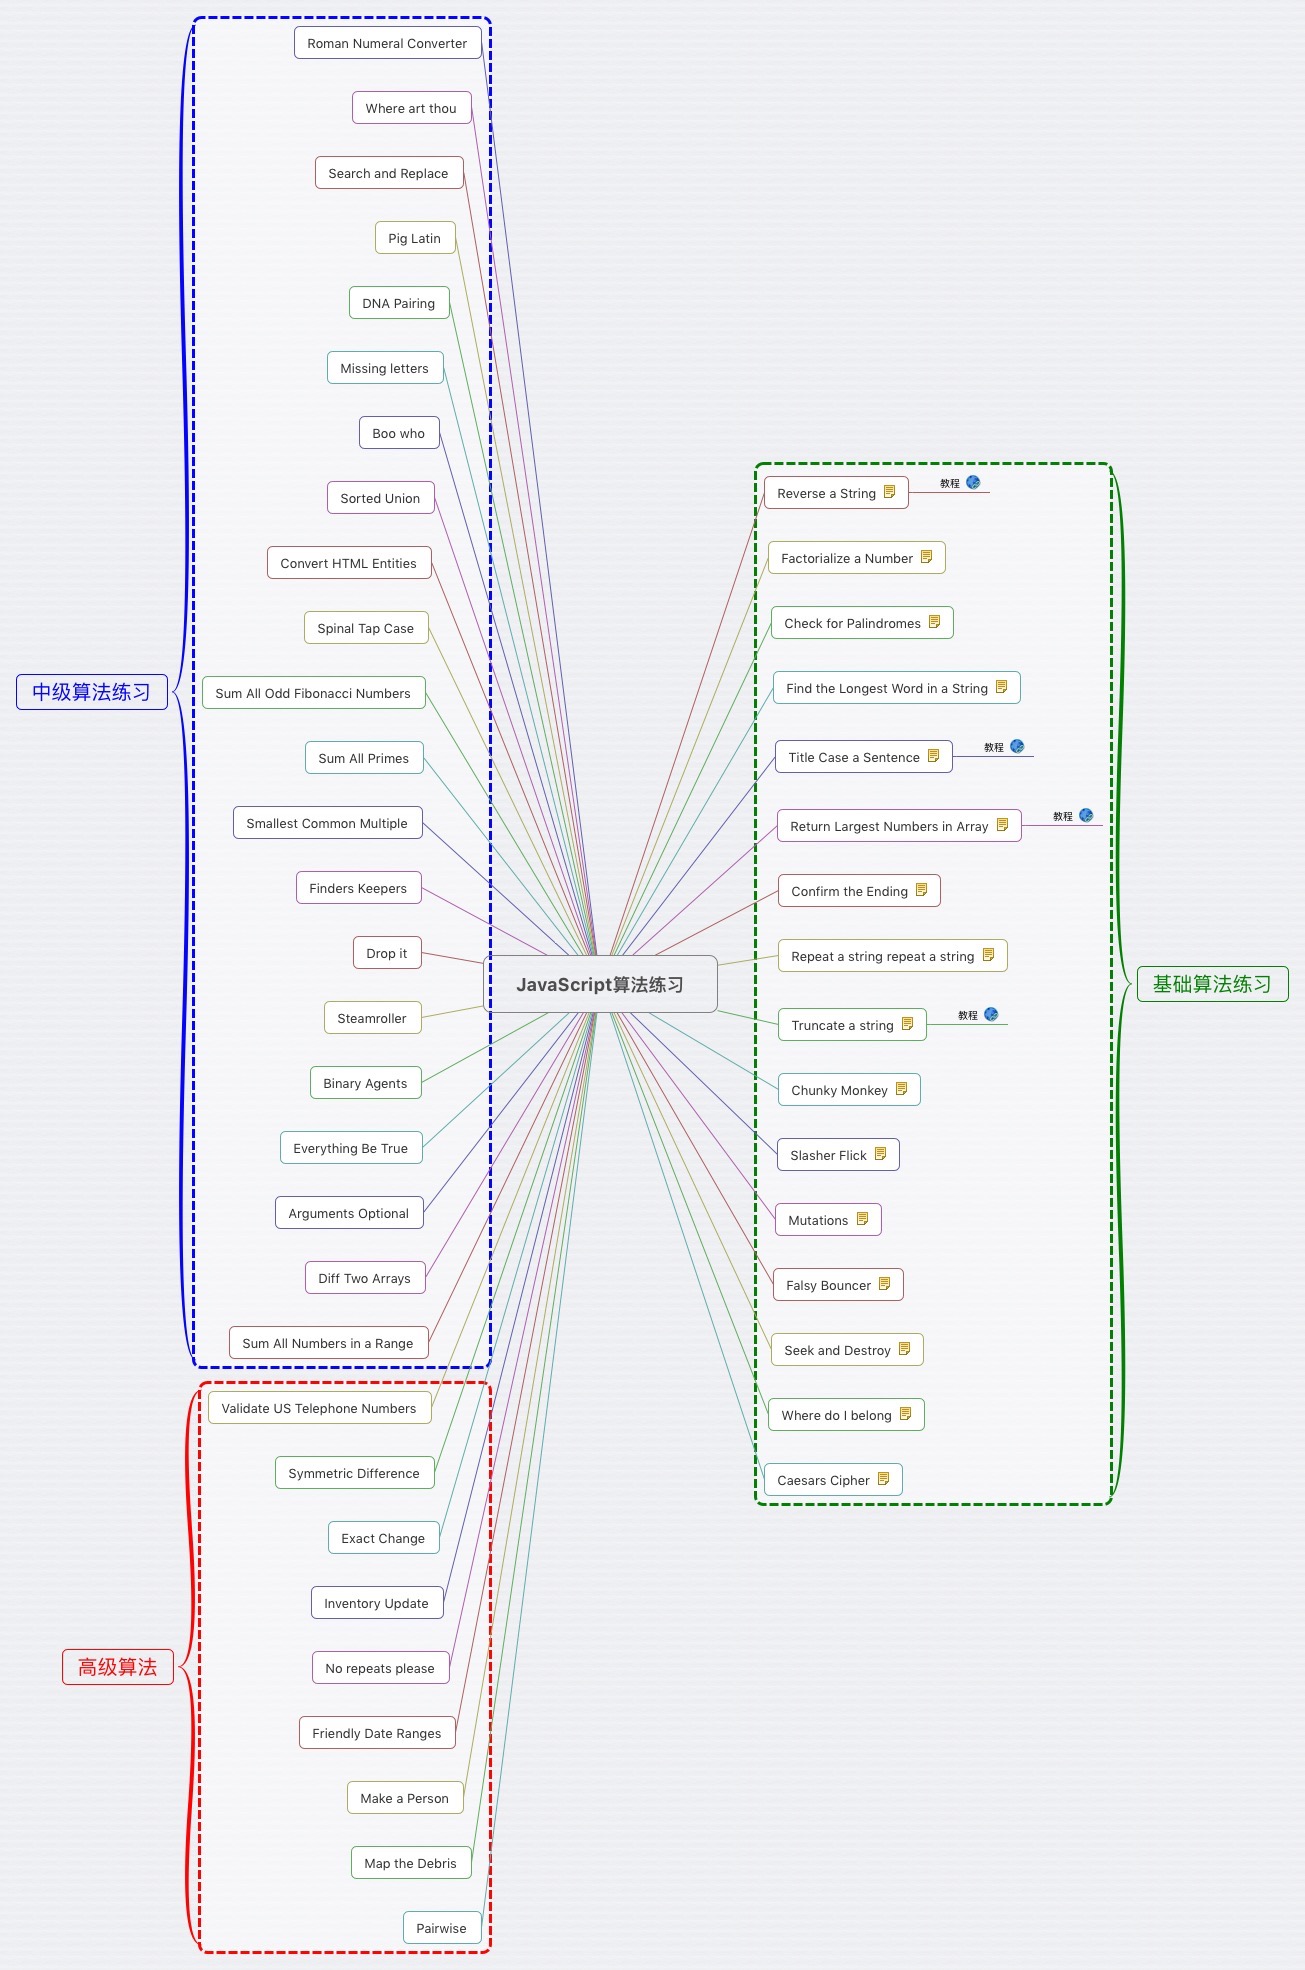 JavaScript算法练习
中级算法练习
Roman Numeral Converter
Where art thou
Search and Replace
Pig Latin
DNA Pairing
Missing letters
Boo who
Sorted Union
Convert HTML Entities
Spinal Tap Case
Sum All Odd Fibonacci Numbers
Sum All Primes
Smallest Common Multiple
Finders Keepers
Drop it
Steamroller
Binary Agents
Everything Be True
Arguments Optional
Diff Two Arrays
Sum All Numbers in a Range
高级算法
Validate US Telephone Numbers
Symmetric Difference
Exact Change
Inventory Update
No repeats please
Friendly Date Ranges
Make a Person
Map the Debris
Pairwise
基础算法练习
Reverse a String
教程
Factorialize a Number
Check for Palindromes
Find the Longest Word in a String
Title Case a Sentence
教程
Return Largest Numbers in Array
教程
Confirm the Ending
Repeat a string repeat a string
Truncate a string
教程
Chunky Monkey
Slasher Flick
Mutations
Falsy Bouncer
Seek and Destroy
Where do I belong
Caesars Cipher